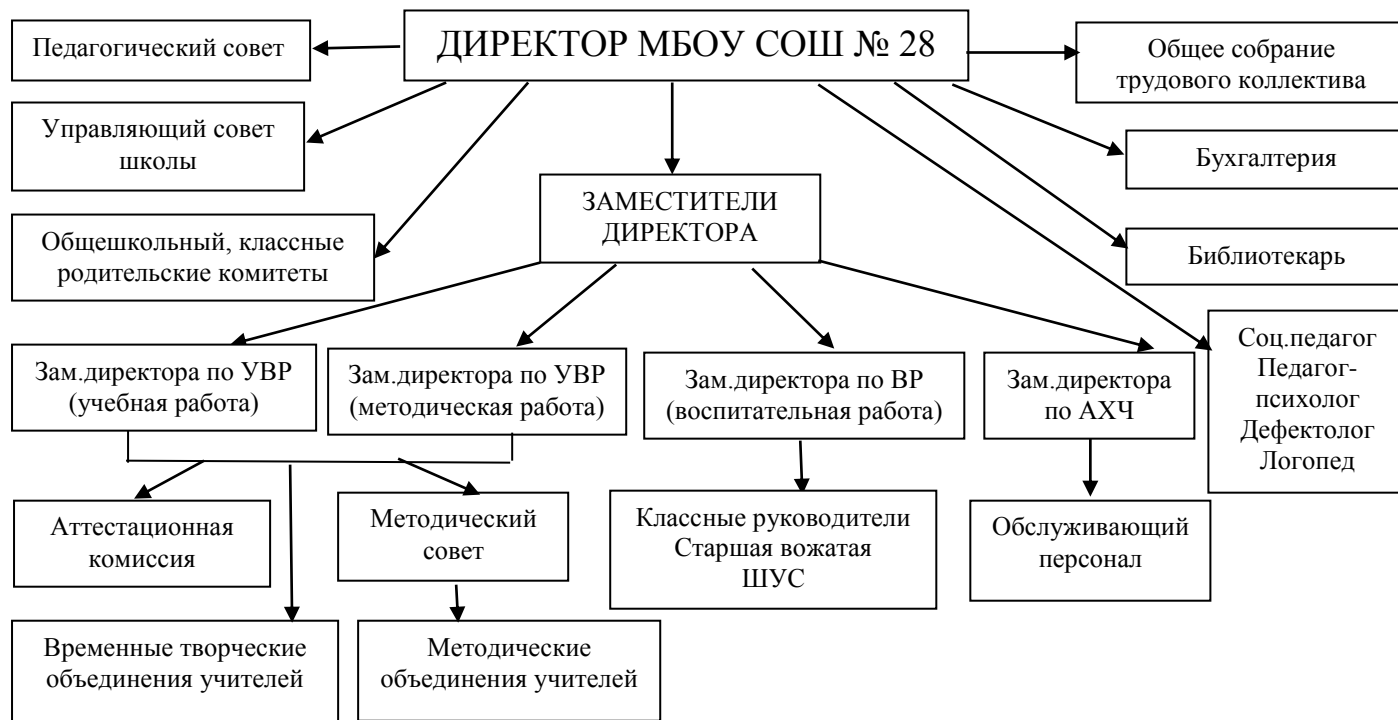 Педагогический совет
ДИРЕКТОР МБОУ СОШ № 28
Общее собрание
трудового коллектива
Управляющий совет
школы
Бухгалтерия
ЗАМЕСТИТЕЛИ
ДИРЕКТОРА
Общешкольный, классные
родительские комитеты
Библиотекарь
Зам.директора по УВР
(учебная работа)
Зам.директора по УВР
(методическая работа)
Зам.директора по ВР
(воспитательная работа)
Зам.директора
по АХЧ
Соц.педагог
Педагог-
психолог
Дефектолог
Логопед
Аттестационная
комиссия
Методический
совет
Классные руководители
Старшая вожатая
ШУС
Обслуживающий
персонал
Временные творческие
объединения учителей
Методические
объединения учителей